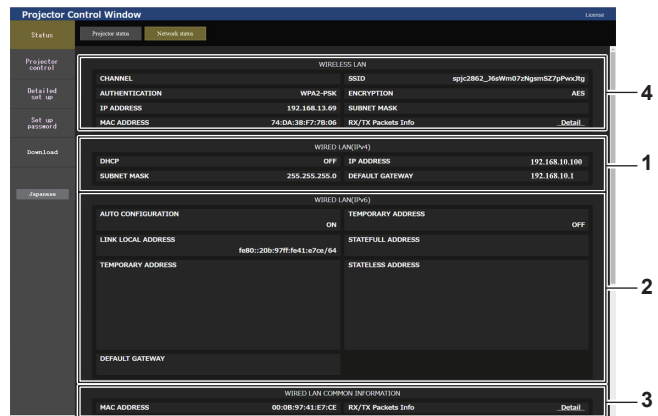 Projector Control Window
License
Status
Projector status
Network status
Projector control
Detailed set up
Set up password
Download
Japanese
WIRELESS LAN
CHANNEL
SSID spjc2862_J6sWm07zNgsmSZ7pPwxJtg
AUTHENTICATION WPA2-PSK
ENCRYPTION AES
IP ADDRESS 192.168.13.69
SUBNET MASK
MAC ADDRESS 74:DA:38:F7:7B:06
RX/TX Packets Info Detail
4
WIRED LAN(IPv4)
DHCP OFF
IP ADDRESS 192.168.10.100
SUBNET MASK 255.255.255.0
DEFAULT GATEWAY 192.168.10.1
1
WIRED LAN(IPv6)
AUTO CONFIGURATION ON
TEMPORARY ADDRESS OFF
LINK LOCAL ADDRESS fe80::20b:97ff:fe41:e7ce/64
STATEFULL ADDRESS
TEMPORARY ADDRESS
STATELESS ADDRESS
DEFAULT GATEWAY
2
WIRED LAN COMMON INFORMATION
MAC ADDRESS 00:0B:97:41:E7:CE
RX/TX Packets Info Detail
3